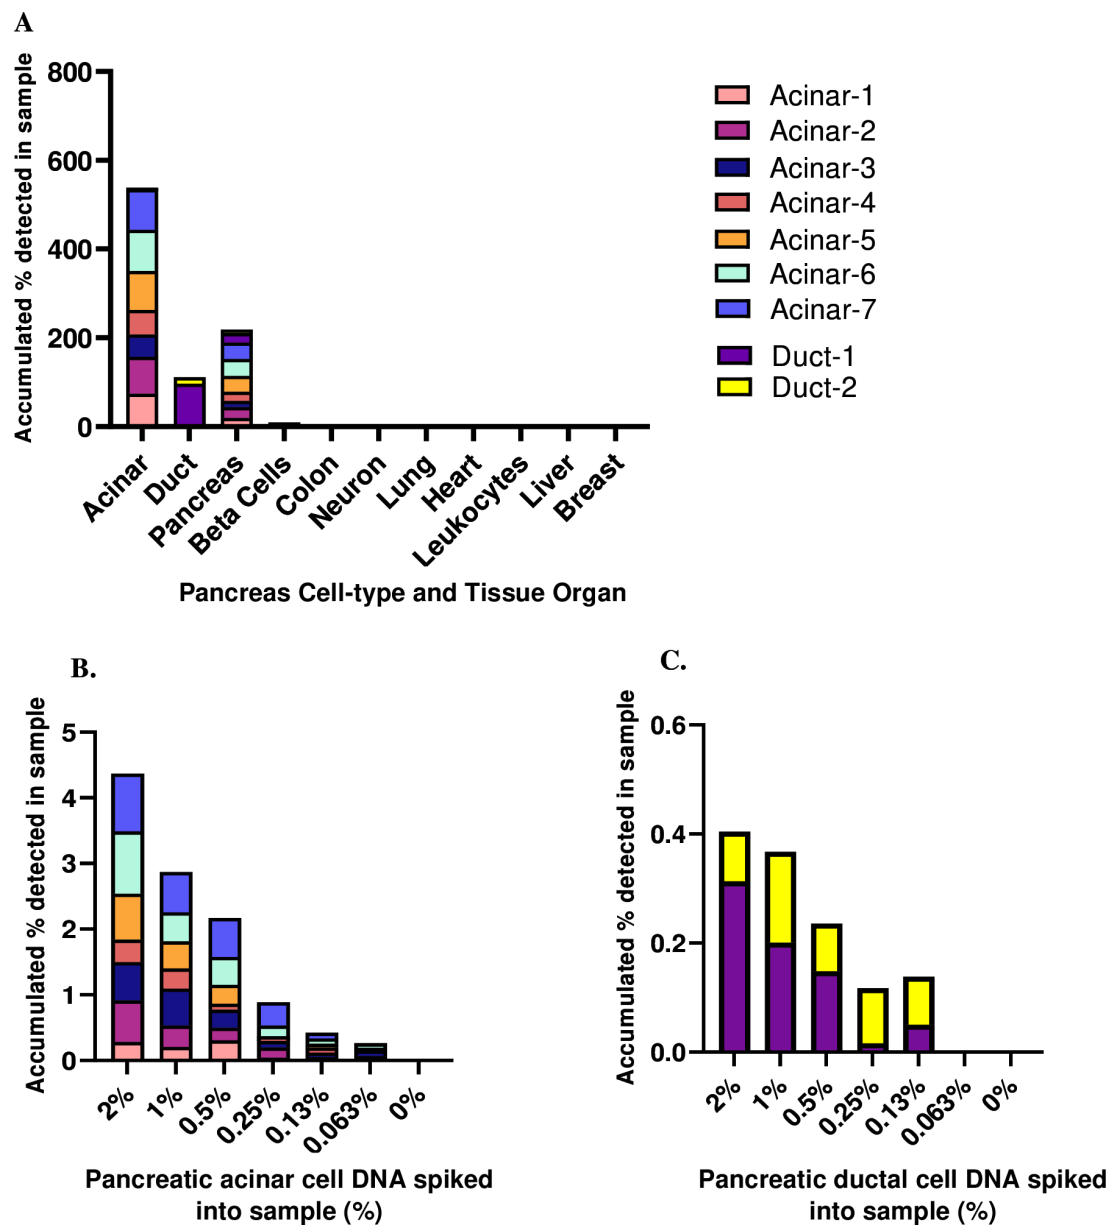 A
Accumulated % detected in sample
800
600
400
200
0
Acinar
Duct
Pancreas
Beta Cells
Colon
Neuron
Lung
Heart
Leukocytes
Liver
Breast
Pancreas Cell-type and Tissue Organ
Acinar-1
Acinar-2
Acinar-3
Acinar-4
Acinar-5
Acinar-6
Acinar-7
Duct-1
Duct-2
B.
Accumulated % detected in sample
5
4
3
2
1
0
2%
1%
0.5%
0.25%
0.13%
0.063%
0%
Pancreatic acinar cell DNA spiked
into sample (%)
C.
Accumulated % detected in sample
0.6
0.4
0.2
0.0
2%
1%
0.5%
0.25%
0.13%
0.063%
0%
Pancreatic ductal cell DNA spiked
into sample (%)